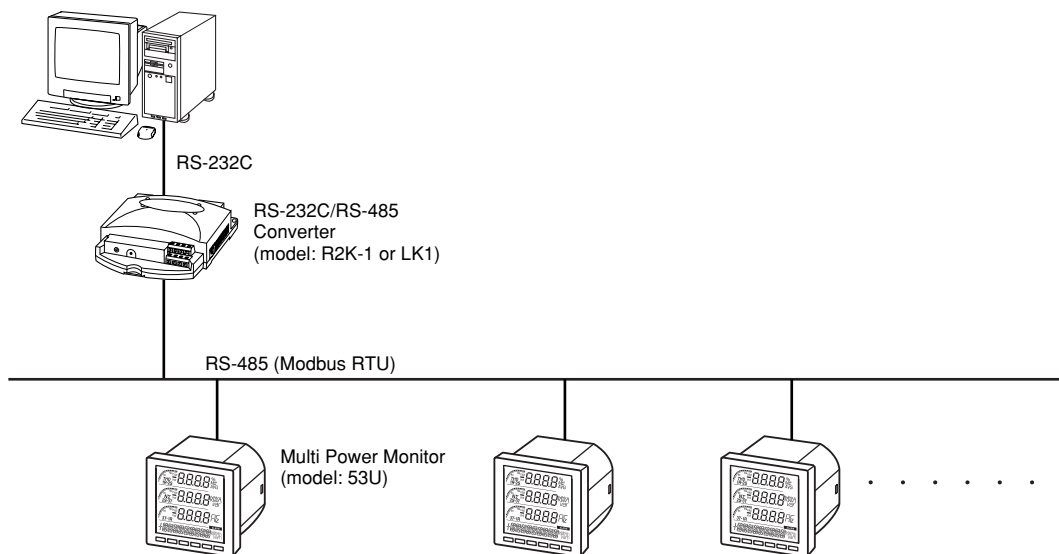 RS-232C
RS-232C/RS-485
Converter
(model: R2K-1 or LK1)
RS-485 (Modbus RTU)
Multi Power Monitor
(model: 53U)